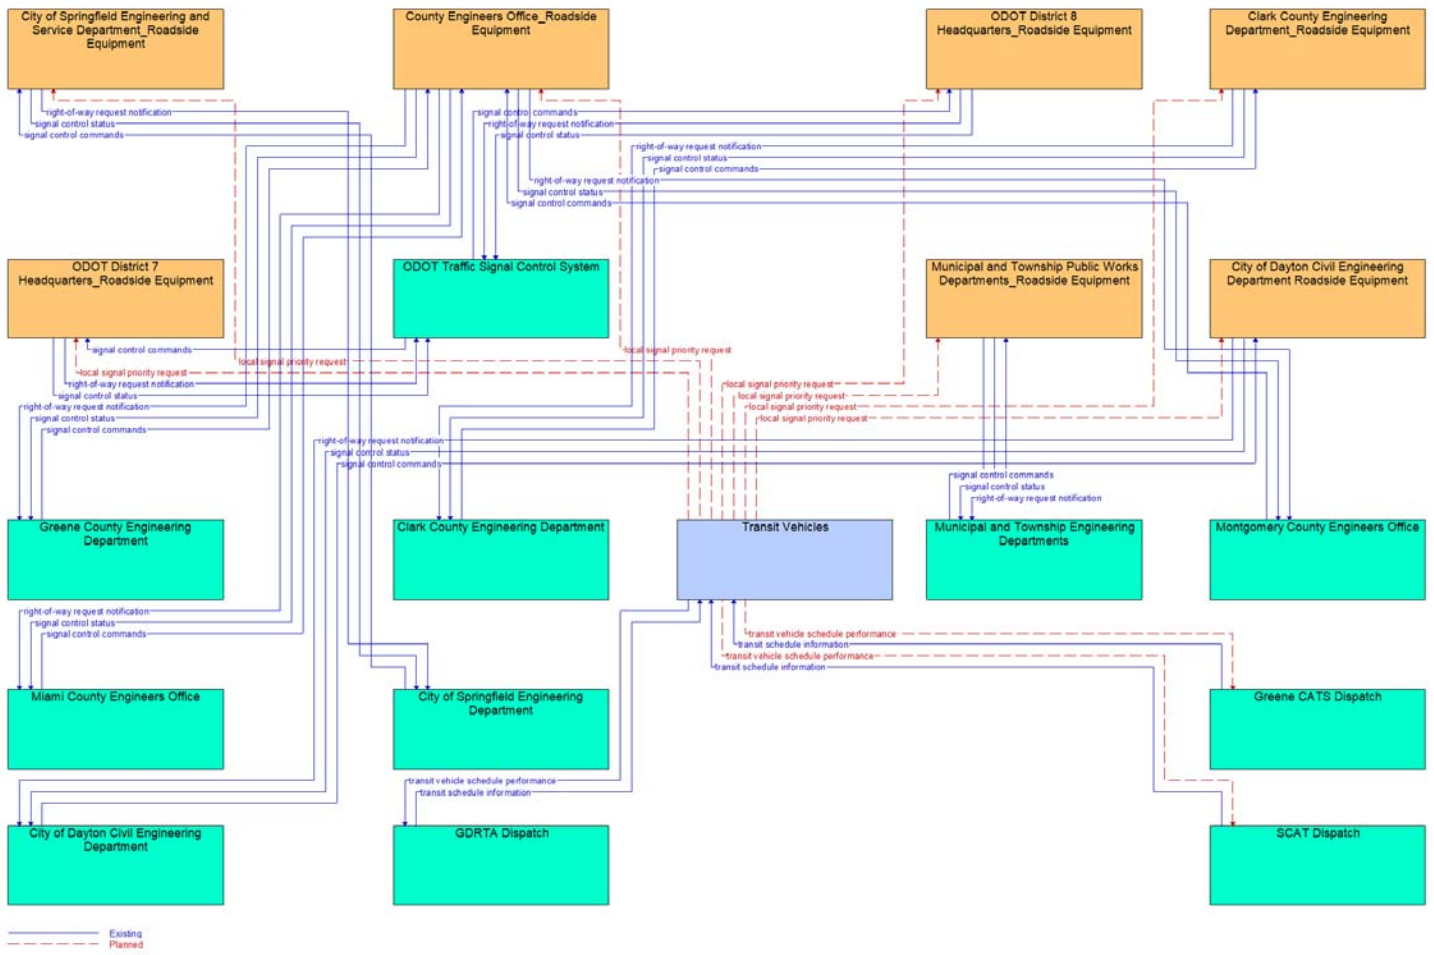 City of Springfield Engineering and
Service Department_Roadside
Equipment
County Engineers Office_Roadside
Equipment
ODOT District 8
Headquarters_Roadside Equipment
Clark County Engineering
Department_Roadside Equipment
right-of-way request notification
signal control status
signal control commands
signal control commands
right-of-way request notification
signal control status
right-of-way request notification
signal control status
signal control commands
right-of-way request notification
signal control status
signal control commands
ODOT District 7
Headquarters_Roadside Equipment
ODOT Traffic Signal Control System
Municipal and Township Public Works
Departments_Roadside Equipment
City of Dayton Civil Engineering
Department Roadside Equipment
signal control commands
local signal priority request
local signal priority request
local signal priority request
right-of-way request notification
signal control status
local signal priority request
local signal priority request
local signal priority request
local signal priority request
right-of-way request notification
signal control status
signal control commands
right-of-way request notification
signal control status
signal control commands
signal control commands
signal control status
right-of-way request notification
Greene County Engineering
Department
Clark County Engineering Department
Transit Vehicles
Municipal and Township Engineering
Departments
Montgomery County Engineers Office
right-of-way request notification
signal control status
signal control commands
transit vehicle schedule performance
transit schedule information
transit vehicle schedule performance
transit schedule information
Miami County Engineers Office
City of Springfield Engineering
Department
Greene CATS Dispatch
transit vehicle schedule performance
transit schedule information
City of Dayton Civil Engineering
Department
GDRTA Dispatch
SCAT Dispatch
Existing
Planned